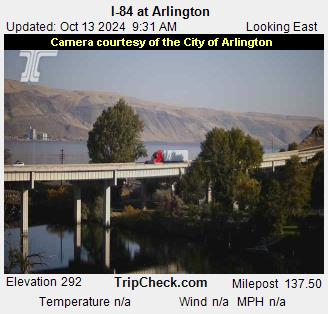 I-84 at Arlington
Updated: Oct 13 2024 9:31 AM Looking East
Camera courtesy of the City of Arlington
Elevation 292 TripCheck.com Milepost 137.50
Temperature n/a Wind n/a MPH n/a